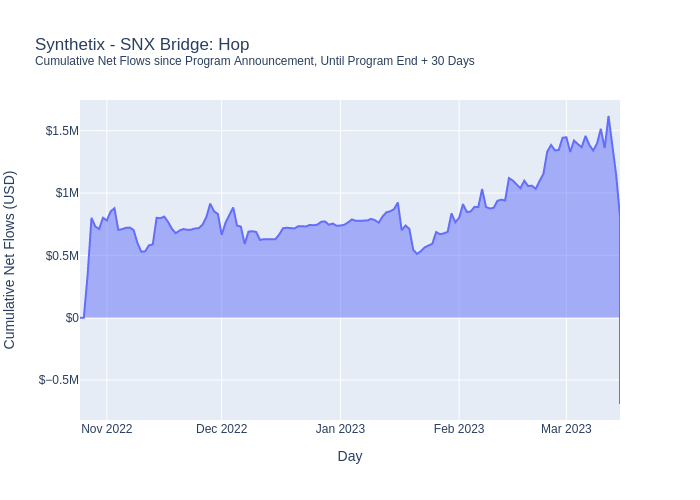 Synthetix - SNX Bridge: Hop
Cumulative Net Flows since Program Announcement, Until Program End + 30 Days
Cumulative Net Flows (USD)
$1.5M
$1M
$0.5M
$0
$−0.5M
Nov 2022
Dec 2022
Jan 2023
Feb 2023
Mar 2023
Day